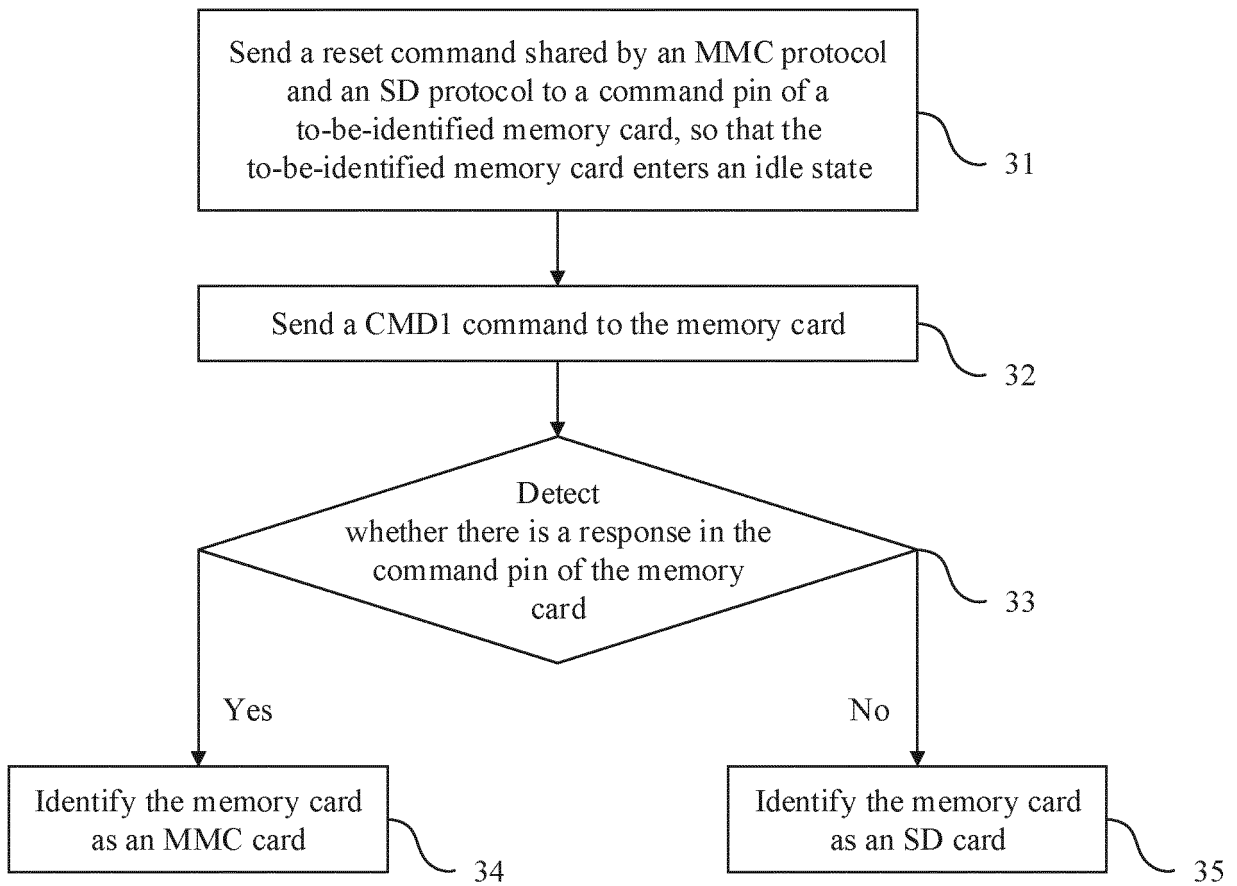 Send a reset command shared by an MMC protocol
and an SD protocol to a command pin of a
to-be-identified memory card, so that the
to-be-identified memory card enters an idle state
31
Send a CMD1 command to the memory card
32
Detect
whether there is a response in the
command pin of the memory
card
33
Yes
No
Identify the memory card
as an MMC card
34
Identify the memory card
as an SD card
35